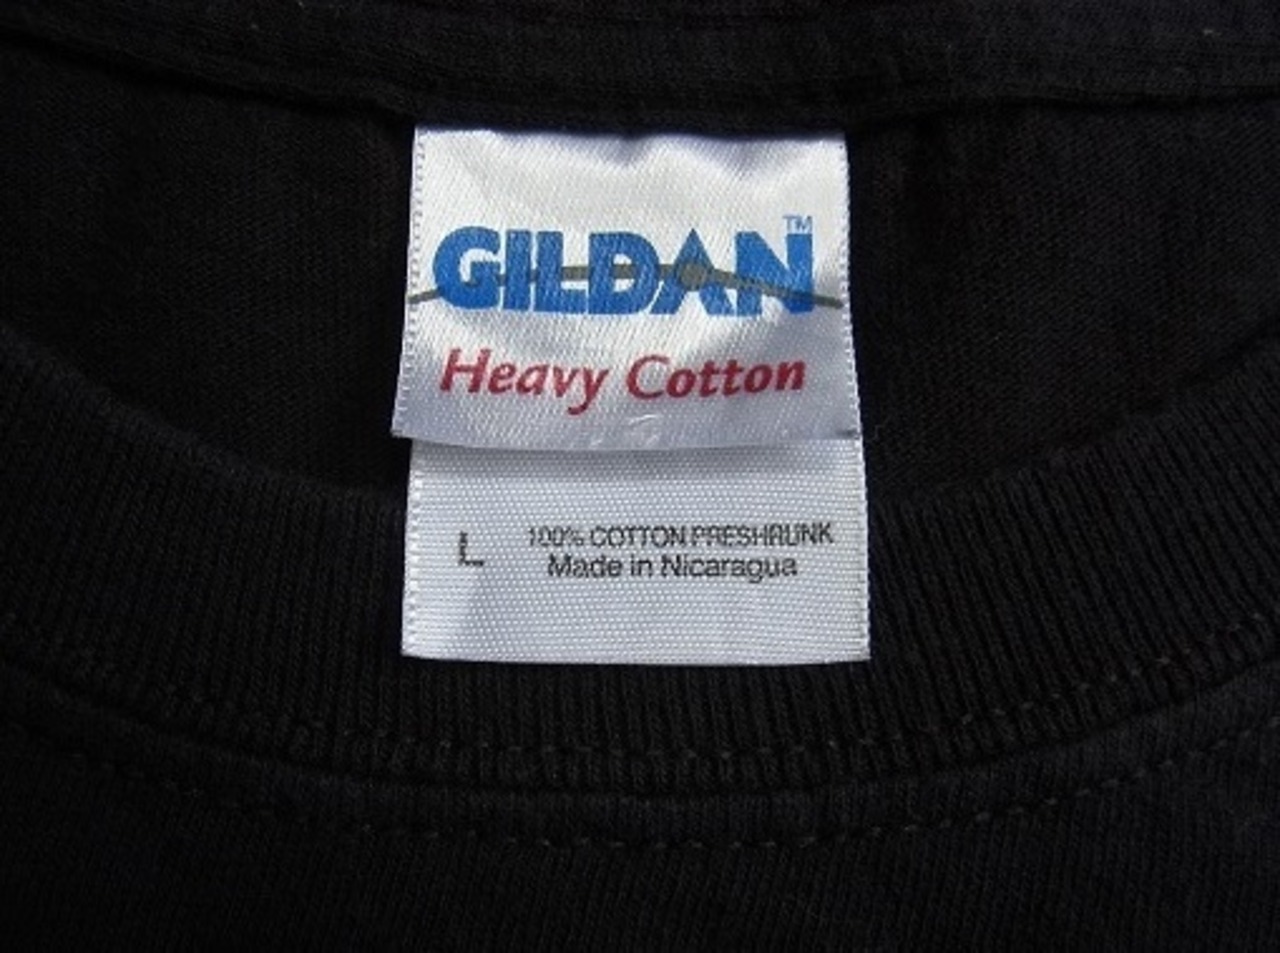 GILDAN™
Heavy Cotton
L
100% COTTON PRESHRUNK
Made in Nicaragua